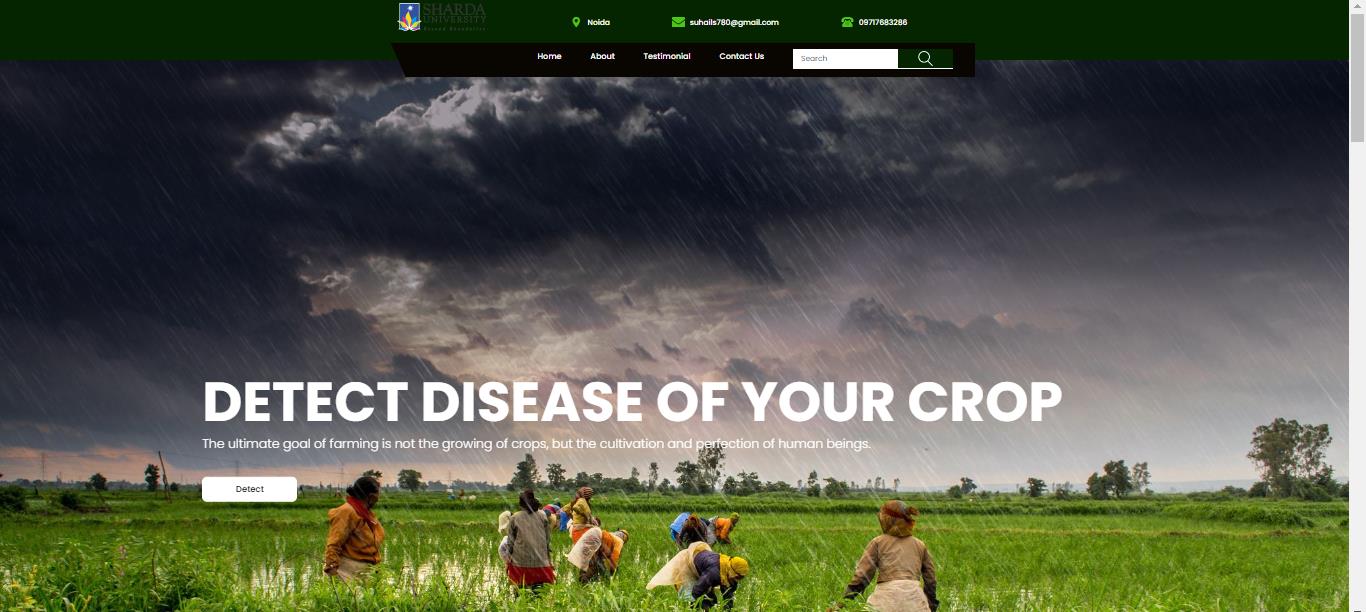 SHARDA
UNIVERSITY
Beyond Boundaries
Noida
suhails780@gmail.com
09717683286
Home
About
Testimonial
Contact Us
Search
DETECT DISEASE OF YOUR CROP
The ultimate goal of farming is not the growing of crops, but the cultivation and perfection of human beings.
Detect